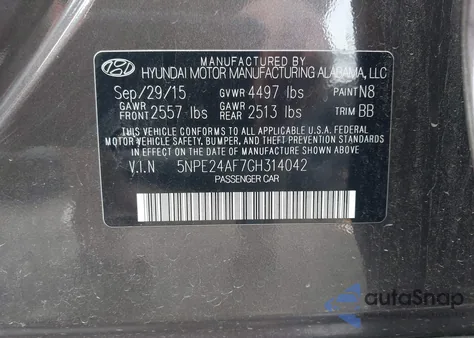 MANUFACTURED BY
HYUNDAI MOTOR MANUFACTURING ALABAMA, LLC
Sep/29/15 GVWR 4497 lbs PAINT N8
GAWR FRONT 2557 lbs GAWR REAR 2513 lbs TRIM BB
THIS VEHICLE CONFORMS TO ALL APPLICABLE U.S.A. FEDERAL
MOTOR VEHICLE SAFETY, BUMPER, AND THEFT PREVENTION STANDARDS
IN EFFECT ON THE DATE OF MANUFACTURE SHOWN ABOVE.
V.I.N 5NPE24AF7GH314042
PASSENGER CAR
autoSnap